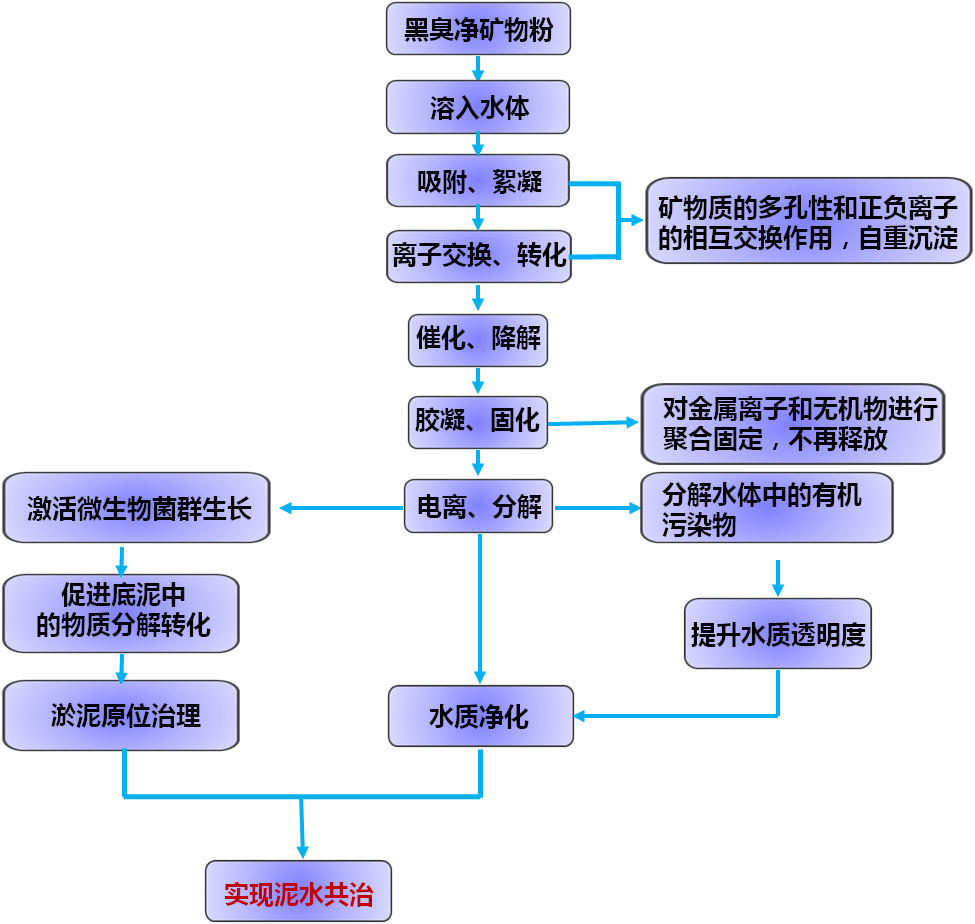 黑臭净矿物粉
溶入水体
吸附、絮凝
矿物质的多孔性和正负离子
的相互交换作用，自重沉淀
离子交换、转化
催化、降解
胶凝、固化
对金属离子和无机物进行
聚合固定，不再释放
激活微生物菌群生长
电离、分解
分解水体中的有机
污染物
促进底泥中
的物质分解转化
提升水质透明度
淤泥原位治理
水质净化
实现泥水共治